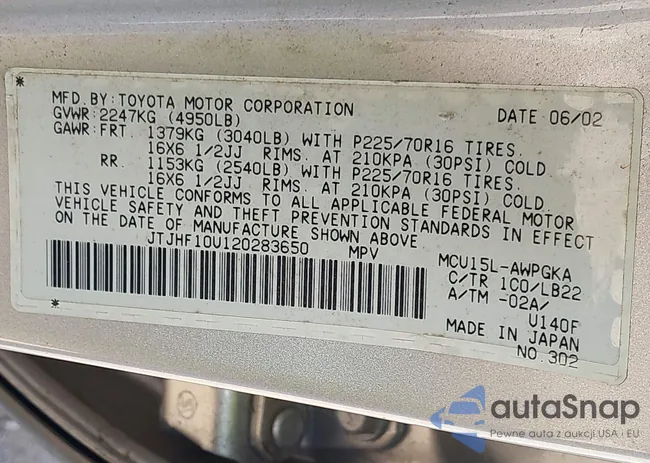 MFD. BY: TOYOTA MOTOR CORPORATION DATE 06/02
GVWR: 2247KG (4950LB)
GAWR: FRT. 1379KG (3040LB) WITH P225/70R16 TIRES.
16X6 1/2JJ RIMS. AT 210KPA (30PSI) COLD
RR. 1153KG (2540LB) WITH P225/70R16 TIRES.
16X6 1/2JJ RIMS. AT 210KPA (30PSI) COLD.
THIS VEHICLE CONFORMS TO ALL APPLICABLE FEDERAL MOTOR
VEHICLE SAFETY AND THEFT PREVENTION STANDARDS IN EFFECT
ON THE DATE OF MANUFACTURE SHOWN ABOVE
JTJHF10U120283650 MPV
MCU15L-AWPGKA
C/TR 1C0/LB22
A/TM -02A/
U140F
MADE IN JAPAN
NO.302
autaSnap
Pewne auta z aukcji USA i EU